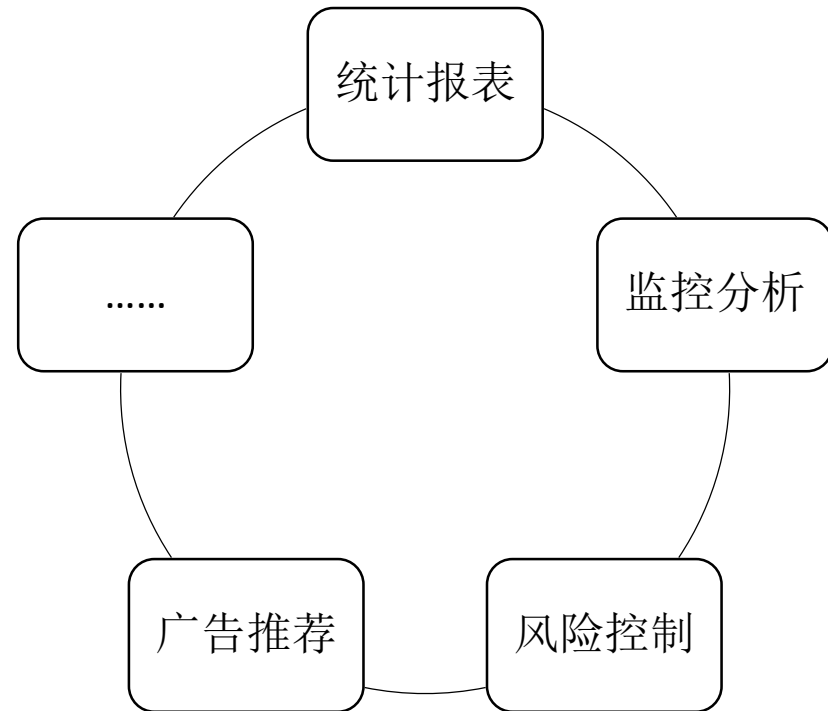 统计报表
监控分析
风险控制
广告推荐
……